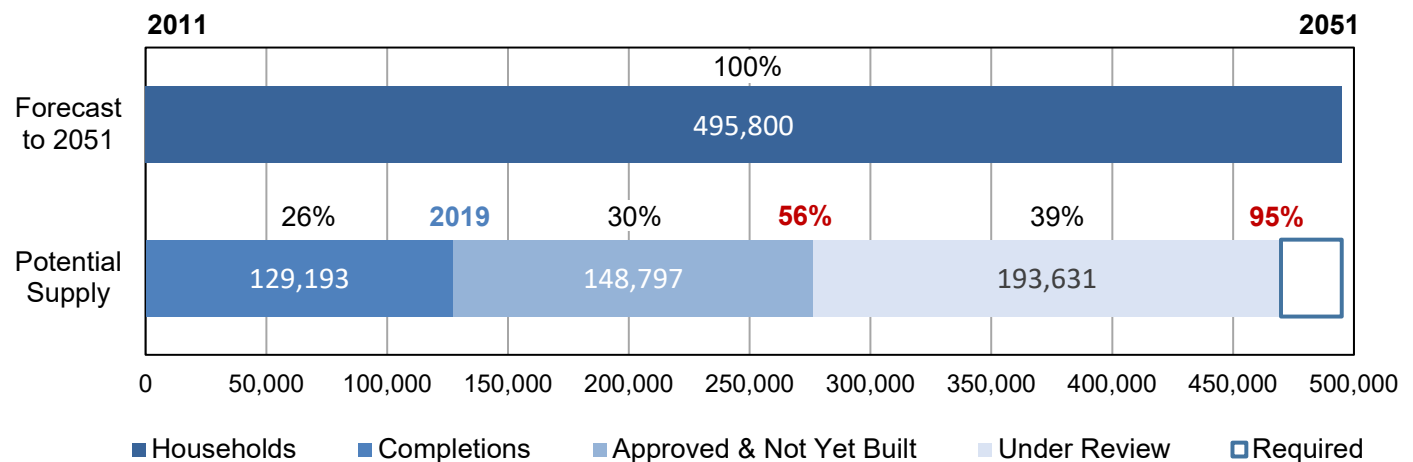 2011 2051
100%
Forecast
to 2051
495,800
26% 2019 30% 56% 39% 95%
Potential
Supply
129,193 148,797 193,631
0 50,000 100,000 150,000 200,000 250,000 300,000 350,000 400,000 450,000 500,000
Households Completions Approved & Not Yet Built Under Review Required